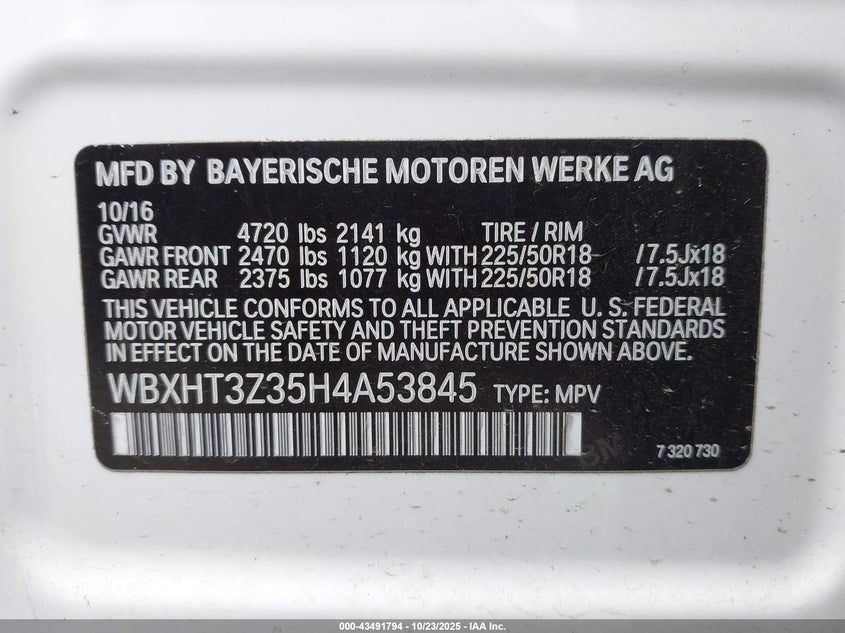 MFD BY BAYERISCHE MOTOREN WERKE AG
10/16
GVWR 4720 lbs 2141 kg TIRE / RIM
GAWR FRONT 2470 lbs 1120 kg WITH 225/50R18 /7.5Jx18
GAWR REAR 2375 lbs 1077 kg WITH 225/50R18 /7.5Jx18
THIS VEHICLE CONFORMS TO ALL APPLICABLE U. S. FEDERAL
MOTOR VEHICLE SAFETY AND THEFT PREVENTION STANDARDS
IN EFFECT ON THE DATE OF MANUFACTURE SHOWN ABOVE.
WBXHT3Z35H4A53845 TYPE: MPV
7 320 730
000-43491794 - 10/23/2025 - IAA Inc.